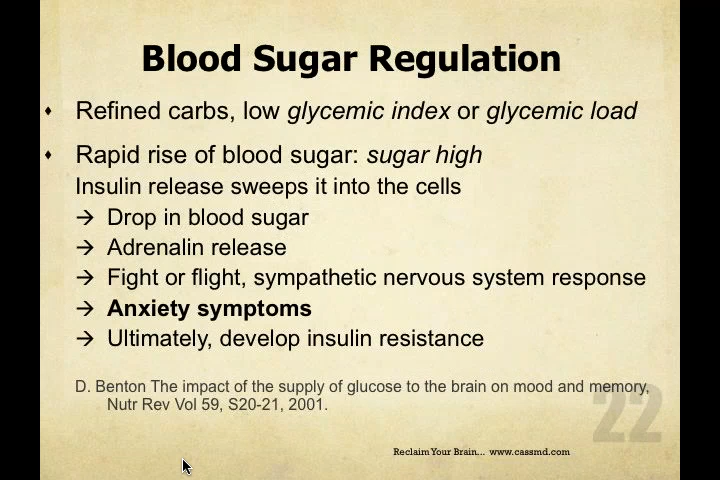 Blood Sugar Regulation
♦ Refined carbs, low glycemic index or glycemic load
♦ Rapid rise of blood sugar: sugar high
Insulin release sweeps it into the cells
→ Drop in blood sugar
→ Adrenalin release
→ Fight or flight, sympathetic nervous system response
→ Anxiety symptoms
→ Ultimately, develop insulin resistance
D. Benton The impact of the supply of glucose to the brain on mood and memory,
Nutr Rev Vol 59, S20-21, 2001.
22
Reclaim Your Brain... www.cassmd.com